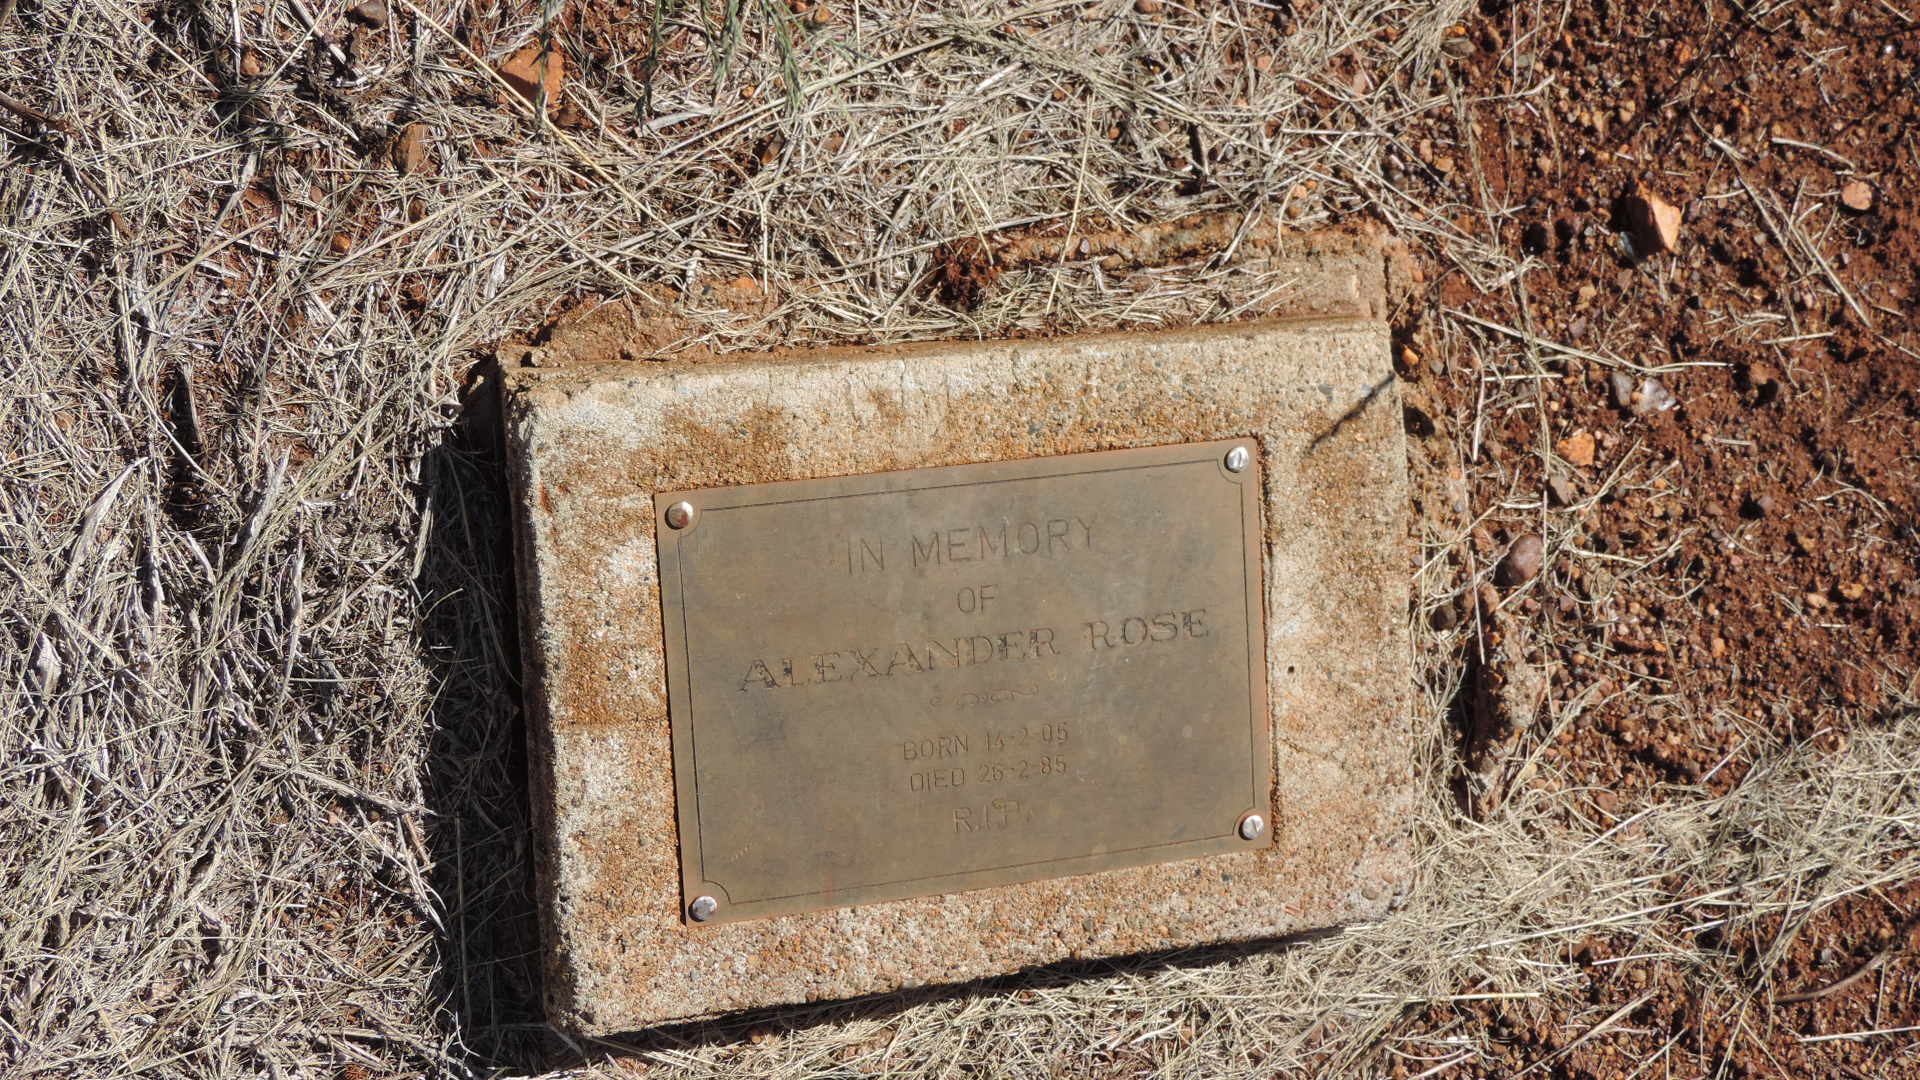 IN MEMORY
OF
ALEXANDER ROSE
BORN 14-2-05
DIED 26-2-85
R.I.P.